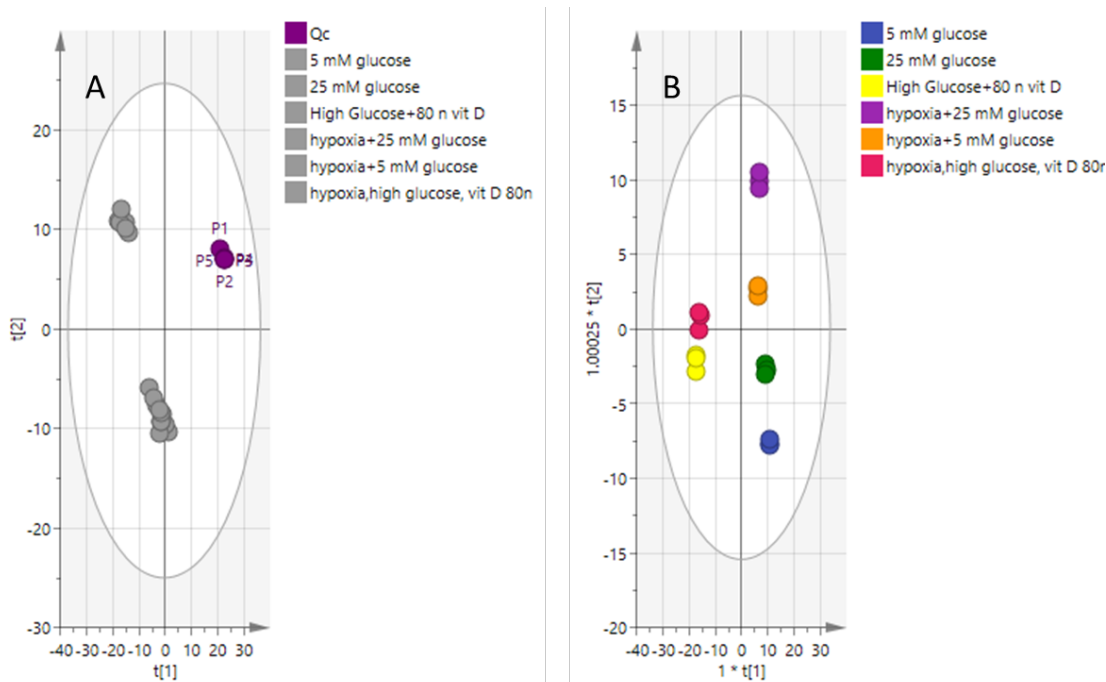 A
Qc
5 mM glucose
25 mM glucose
High Glucose+80 n vit D
hypoxia+25 mM glucose
hypoxia+5 mM glucose
hypoxia,high glucose, vit D 80n
20
10
0
-10
-20
-30
t[2]
P1
P5
P2
-40 -30 -20 -10 0 10 20 30
t[1]
B
5 mM glucose
25 mM glucose
High Glucose+80 n vit D
hypoxia+25 mM glucose
hypoxia+5 mM glucose
hypoxia,high glucose, vit D 80n
15
10
5
0
-5
-10
-15
-20
1.00025 * t[2]
-40 -30 -20 -10 0 10 20 30
1 * t[1]